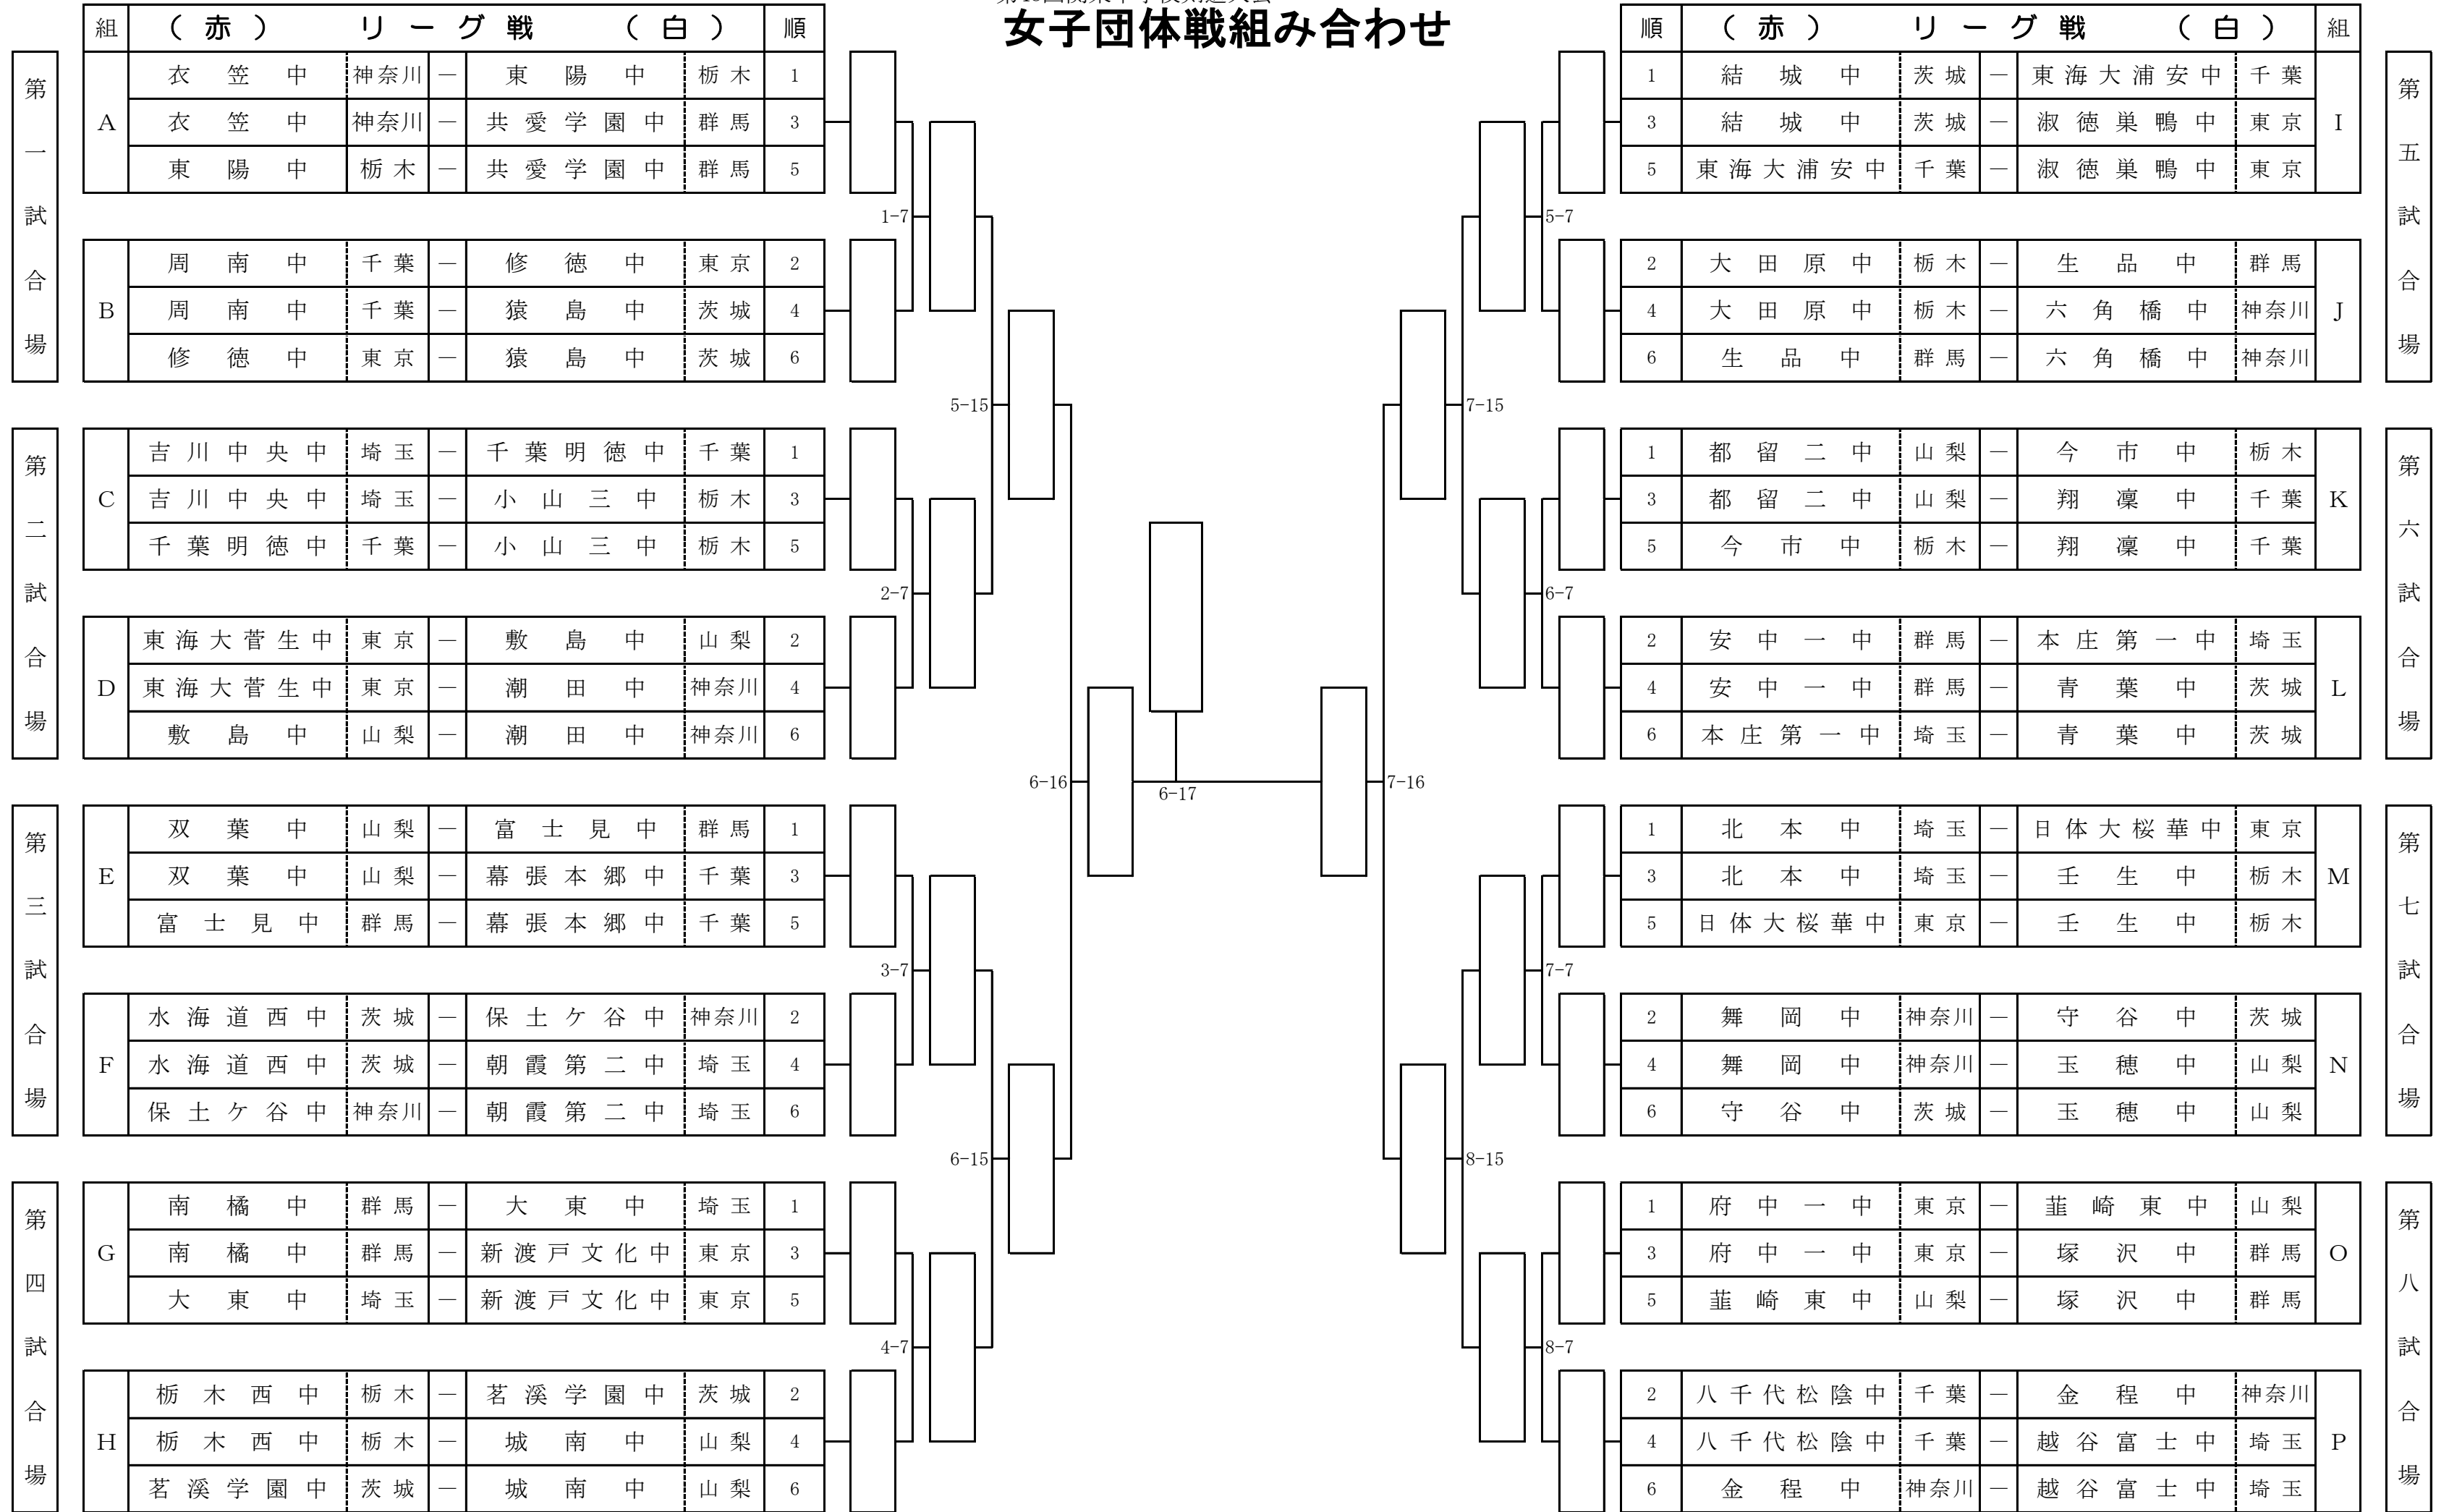 女子団体戦組み合わせ
組 （赤） リーグ戦 （白） 順
第一試合場
A
衣笠中 神奈川 ― 東陽中 栃木 1
衣笠中 神奈川 ― 共愛学園中 群馬 3
東陽中 栃木 ― 共愛学園中 群馬 5
1-7
B
周南中 千葉 ― 修徳中 東京 2
周南中 千葉 ― 猿島中 茨城 4
修徳中 東京 ― 猿島中 茨城 6
5-15
第二試合場
C
吉川中央中 埼玉 ― 千葉明徳中 千葉 1
吉川中央中 埼玉 ― 小山三中 栃木 3
千葉明徳中 千葉 ― 小山三中 栃木 5
2-7
D
東海大菅生中 東京 ― 敷島中 山梨 2
東海大菅生中 東京 ― 潮田中 神奈川 4
敷島中 山梨 ― 潮田中 神奈川 6
6-16
6-17
第三試合場
E
双葉中 山梨 ― 富士見中 群馬 1
双葉中 山梨 ― 幕張本郷中 千葉 3
富士見中 群馬 ― 幕張本郷中 千葉 5
3-7
F
水海道西中 茨城 ― 保土ケ谷中 神奈川 2
水海道西中 茨城 ― 朝霞第二中 埼玉 4
保土ケ谷中 神奈川 ― 朝霞第二中 埼玉 6
6-15
第四試合場
G
南橘中 群馬 ― 大東中 埼玉 1
南橘中 群馬 ― 新渡戸文化中 東京 3
大東中 埼玉 ― 新渡戸文化中 東京 5
4-7
H
栃木西中 栃木 ― 茗溪学園中 茨城 2
栃木西中 栃木 ― 城南中 山梨 4
茗溪学園中 茨城 ― 城南中 山梨 6
順 （赤） リーグ戦 （白） 組
第五試合場
1 結城中 茨城 ― 東海大浦安中 千葉
3 結城中 茨城 ― 淑徳巣鴨中 東京
5 東海大浦安中 千葉 ― 淑徳巣鴨中 東京
I
5-7
2 大田原中 栃木 ― 生品中 群馬
4 大田原中 栃木 ― 六角橋中 神奈川
6 生品中 群馬 ― 六角橋中 神奈川
J
7-15
第六試合場
1 都留二中 山梨 ― 今市中 栃木
3 都留二中 山梨 ― 翔凜中 千葉
5 今市中 栃木 ― 翔凜中 千葉
K
6-7
2 安中一中 群馬 ― 本庄第一中 埼玉
4 安中一中 群馬 ― 青葉中 茨城
6 本庄第一中 埼玉 ― 青葉中 茨城
L
7-16
第七試合場
1 北本中 埼玉 ― 日体大桜華中 東京
3 北本中 埼玉 ― 壬生中 栃木
5 日体大桜華中 東京 ― 壬生中 栃木
M
7-7
2 舞岡中 神奈川 ― 守谷中 茨城
4 舞岡中 神奈川 ― 玉穂中 山梨
6 守谷中 茨城 ― 玉穂中 山梨
N
8-15
第八試合場
1 府中一中 東京 ― 韮崎東中 山梨
3 府中一中 東京 ― 塚沢中 群馬
5 韮崎東中 山梨 ― 塚沢中 群馬
O
8-7
2 八千代松陰中 千葉 ― 金程中 神奈川
4 八千代松陰中 千葉 ― 越谷富士中 埼玉
6 金程中 神奈川 ― 越谷富士中 埼玉
P